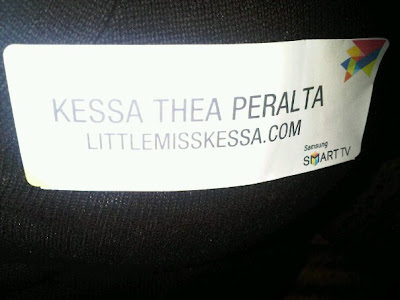 KESSA THEA PERALTA
LITTLEMISSKESSA.COM
Samsung
SMART TV